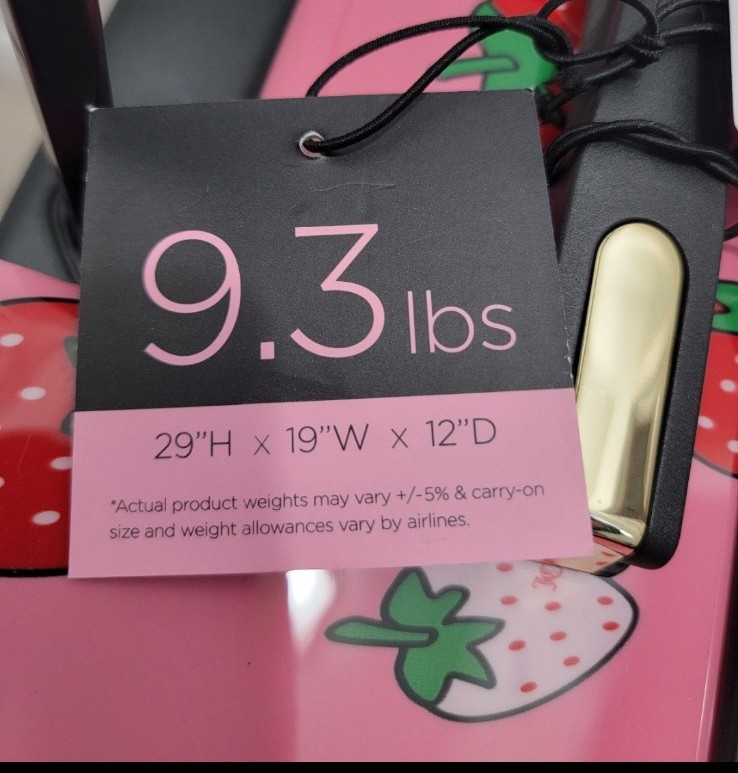 9.3 lbs
29”H x 19”W x 12”D
*Actual product weights may vary +/-5% & carry-on
size and weight allowances vary by airlines.